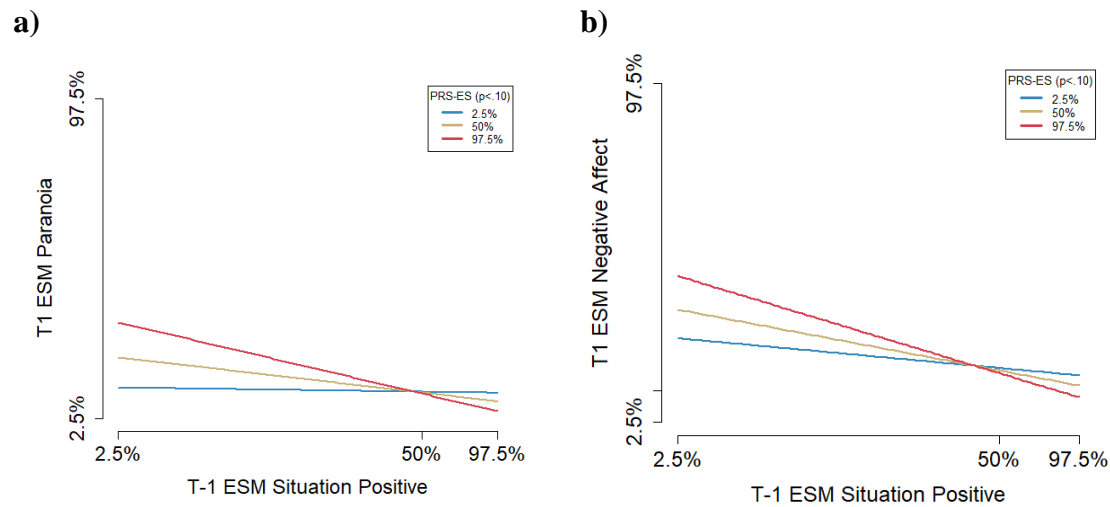 a)
97.5%
2.5%
T1 ESM Paranoia
PRS-ES (p<.10)
2.5%
50%
97.5%
2.5%
50%
97.5%
T-1 ESM Situation Positive
b)
97.5%
2.5%
T1 ESM Negative Affect
PRS-ES (p<.10)
2.5%
50%
97.5%
2.5%
50%
97.5%
T-1 ESM Situation Positive